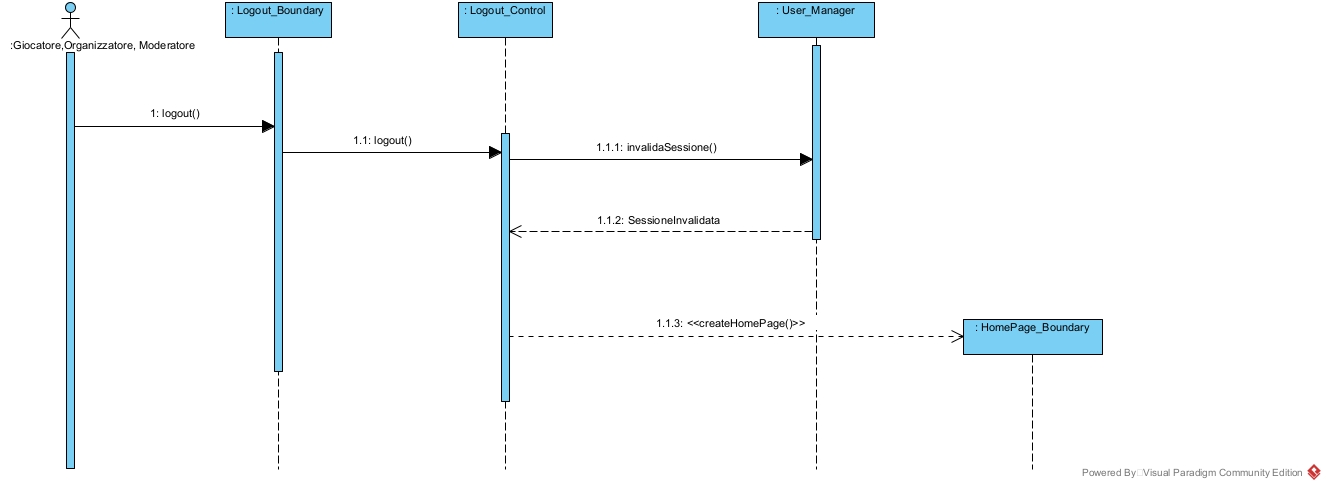 : Logout_Boundary
: Logout_Control
: User_Manager
:Giocatore,Organizzatore, Moderatore
1: logout()
1.1: logout()
1.1.1: invalidaSessione()
1.1.2: SessioneInvalidata
1.1.3: <<createHomePage()>>
: HomePage_Boundary
Powered By Visual Paradigm Community Edition